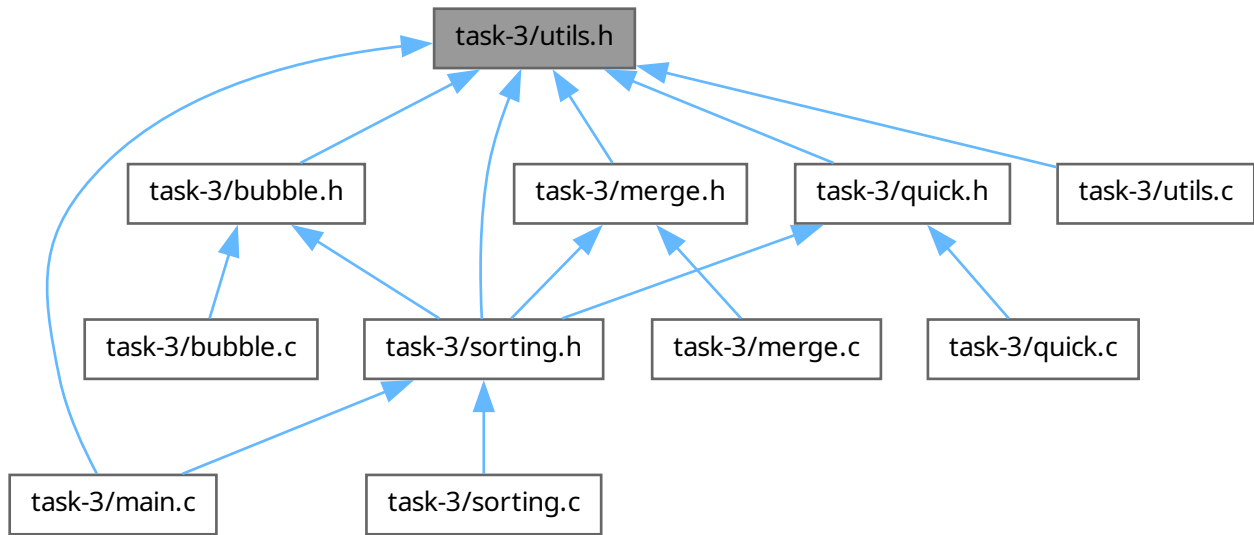 task-3/utils.h
task-3/bubble.h
task-3/merge.h
task-3/quick.h
task-3/utils.c
task-3/bubble.c
task-3/sorting.h
task-3/merge.c
task-3/quick.c
task-3/main.c
task-3/sorting.c